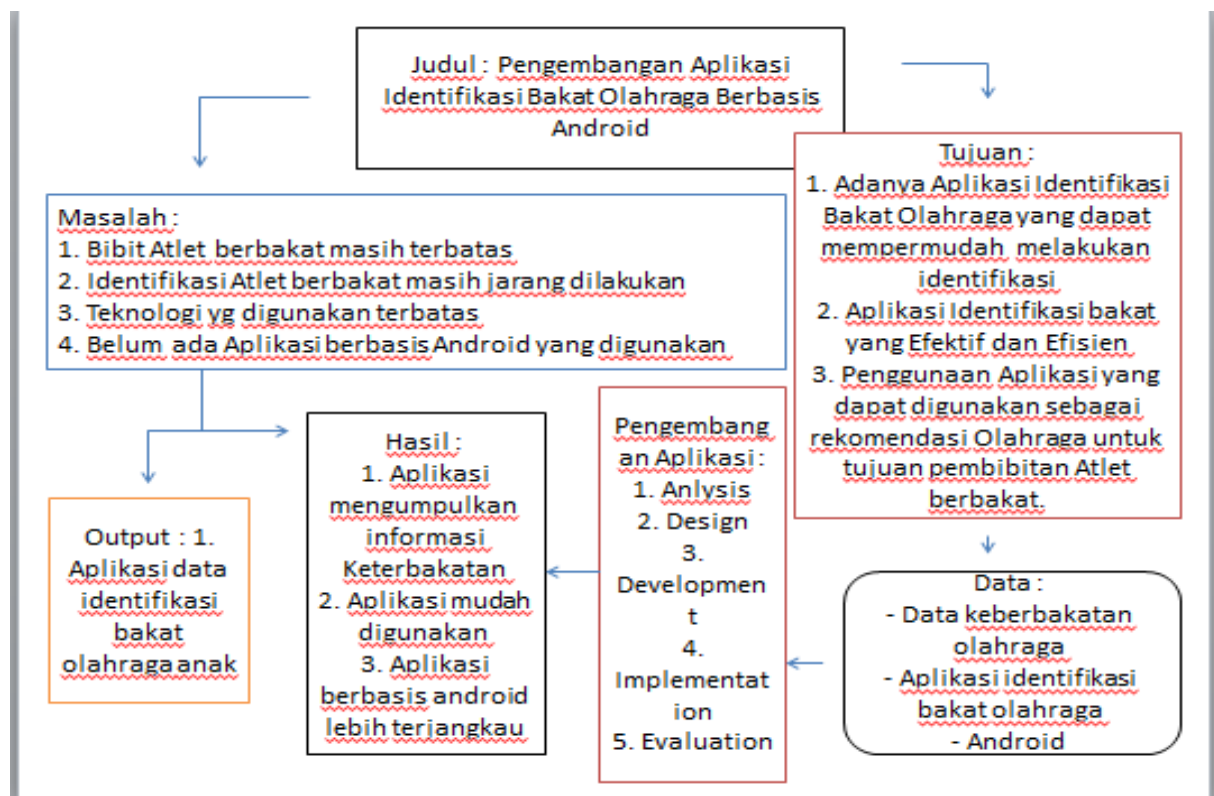 Judul : Pengembangan Aplikasi
Identifikasi Bakat Olahraga Berbasis
Android
Masalah :
1. Bibit Atlet berbakat masih terbatas
2. Identifikasi Atlet berbakat masih jarang dilakukan
3. Teknologi yg digunakan terbatas
4. Belum ada Aplikasi berbasis Android yang digunakan
Tujuan :
1. Adanya Aplikasi Identifikasi
Bakat Olahraga yang dapat
mempermudah melakukan
identifikasi
2. Aplikasi Identifikasi bakat
yang Efektif dan Efisien
3. Penggunaan Aplikasi yang
dapat digunakan sebagai
rekomendasi Olahraga untuk
tujuan pembibitan Atlet
berbakat.
Output : 1.
Aplikasi data
identifikasi
bakat
olahraga anak
Hasil :
1. Aplikasi
mengumpulkan
informasi
Keterbakatan
2. Aplikasi mudah
digunakan
3. Aplikasi
berbasis android
lebih terjangkau
Pengembang
an Aplikasi :
1. Anlysis
2. Design
3.
Developmen
t
4.
Implementat
ion
5. Evaluation
Data :
- Data keberbakatan
olahraga
- Aplikasi identifikasi
bakat olahraga
- Android